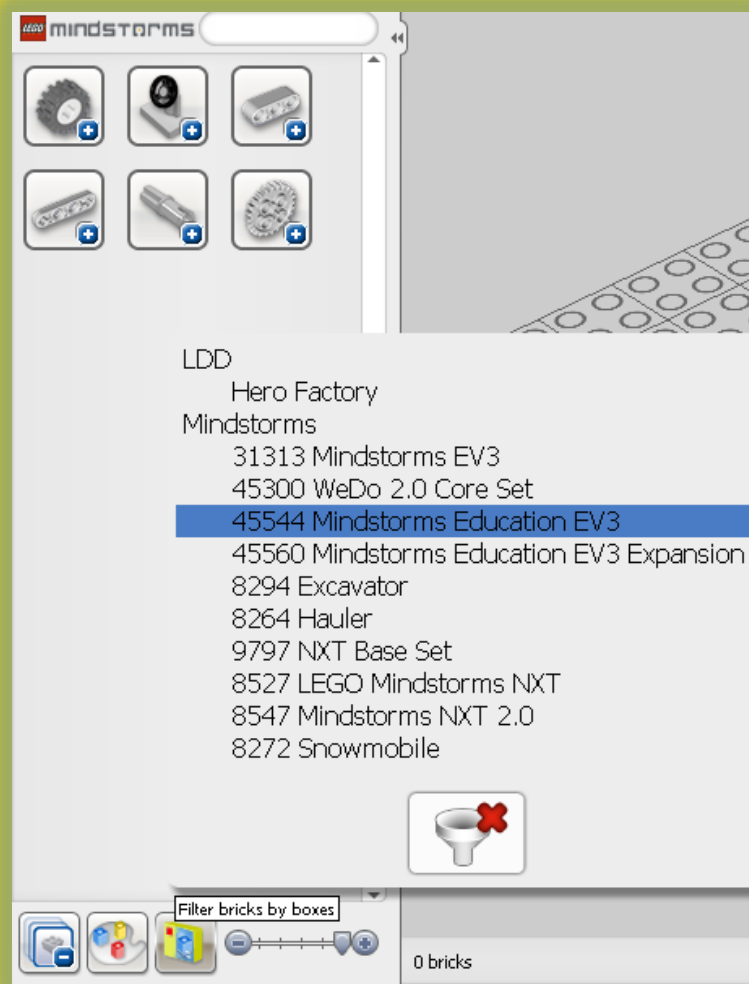 LEGO mindstorms
LDD
Hero Factory
Mindstorms
31313 Mindstorms EV3
45300 WeDo 2.0 Core Set
45544 Mindstorms Education EV3
45560 Mindstorms Education EV3 Expansion
8294 Excavator
8264 Hauler
9797 NXT Base Set
8527 LEGO Mindstorms NXT
8547 Mindstorms NXT 2.0
8272 Snowmobile
Filter bricks by boxes
0 bricks